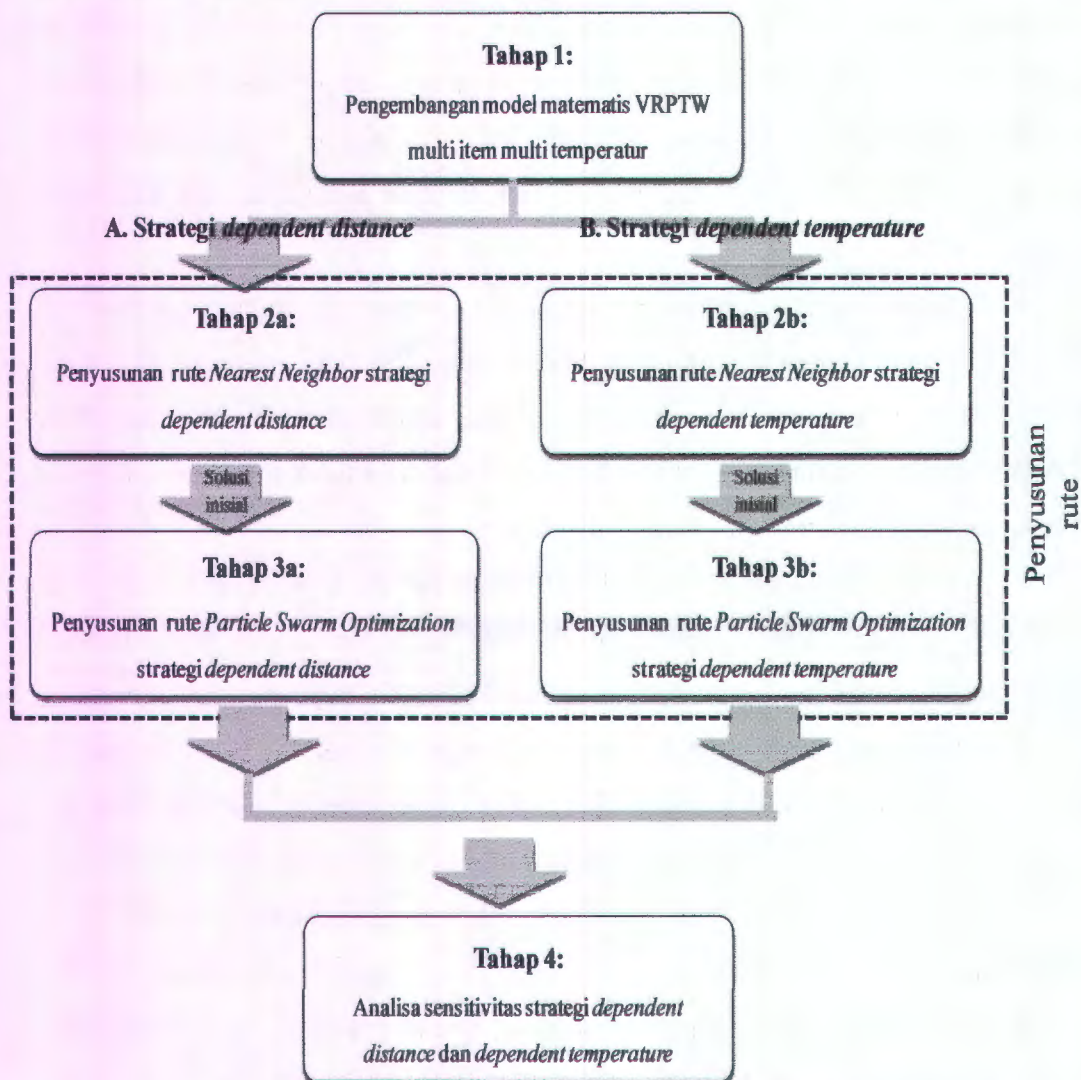 Tahap 1:
Pengembangan model matematis VRPTW
multi item multi temperatur
A. Strategi dependent distance
B. Strategi dependent temperature
Tahap 2a:
Penyusunan rute Nearest Neighbor strategi
dependent distance
Tahap 2b:
Penyusunan rute Nearest Neighbor strategi
dependent temperature
Solusi
inisial
Solusi
inisial
Tahap 3a:
Penyusunan rute Particle Swarm Optimization
strategi dependent distance
Tahap 3b:
Penyusunan rute Particle Swarm Optimization
strategi dependent temperature
Penyusunan
rute
Tahap 4:
Analisa sensitivitas strategi dependent
distance dan dependent temperature